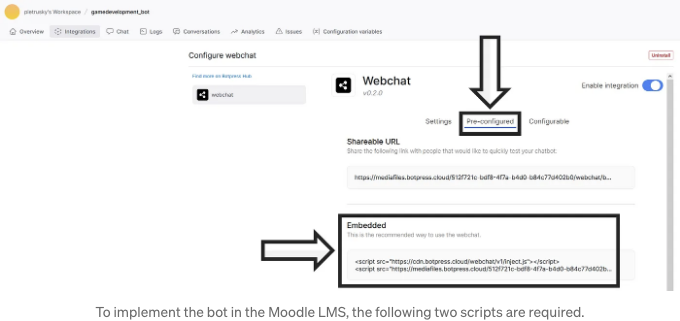 pietrusky's Workspace / gamedevelopment_bot
Overview Integrations Chat Logs Conversations Analytics Issues Configuration variables
Configure webchat Uninstall
Find more on Botpress Hub
webchat
Webchat
v0.2.0
Enable integration
Settings Pre-configured Configurable
Shareable URL
Share the following link with people that would like to quickly test your chatbot.
https://mediafiles.botpress.cloud/512f721c-bdf8-4f7a-b4d0-b84c77d402b0/webchat/b...
Embedded
This is the recommended way to use the webchat.
<script src="https://cdn.botpress.cloud/webchat/v1/inject.js"></script>
<script src="https://mediafiles.botpress.cloud/512f721c-bdf8-4f7a-b4d0-b84c77d402b...
To implement the bot in the Moodle LMS, the following two scripts are required.